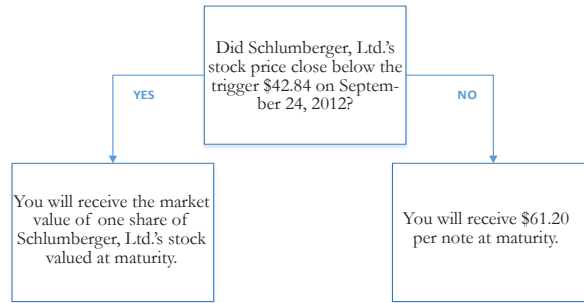 Did Schlumberger, Ltd.'s
stock price close below the
trigger $42.84 on Septem-
ber 24, 2012?
YES
NO
You will receive the market
value of one share of
Schlumberger, Ltd.'s stock
valued at maturity.
You will receive $61.20
per note at maturity.